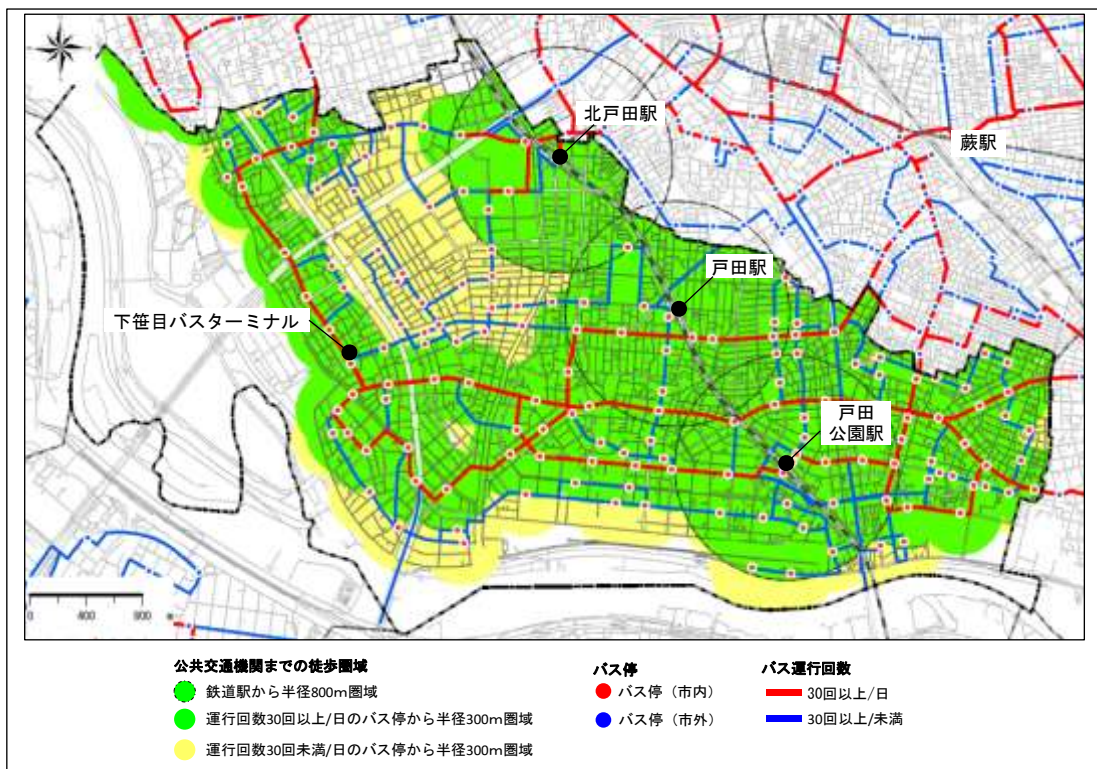 北戸田駅
蕨駅
戸田駅
下笹目バスターミナル
戸田
公園駅
0 400 800 m
公共交通機関までの徒歩圏域
鉄道駅から半径800m圏域
運行回数30回以上/日のバス停から半径300m圏域
運行回数30回未満/日のバス停から半径300m圏域
バス停
バス停（市内）
バス停（市外）
バス運行回数
30回以上/日
30回以上/未満